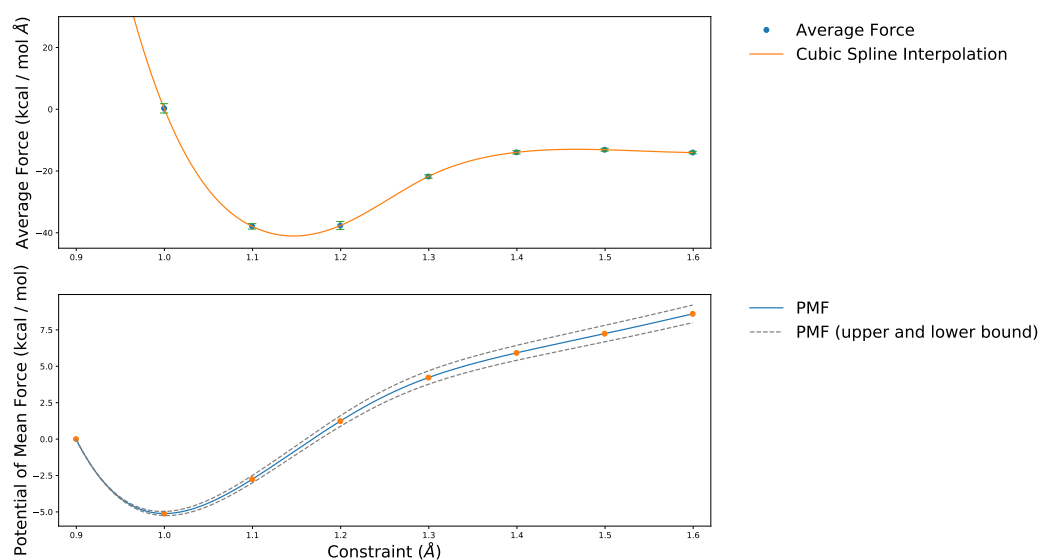 Average Force (kcal / mol Å)
20
0
−20
−40
0.9 1.0 1.1 1.2 1.3 1.4 1.5 1.6
Average Force
Cubic Spline Interpolation
Potential of Mean Force (kcal / mol)
7.5
5.0
2.5
0.0
−2.5
−5.0
0.9 1.0 1.1 1.2 1.3 1.4 1.5 1.6
Constraint (Å)
PMF
PMF (upper and lower bound)